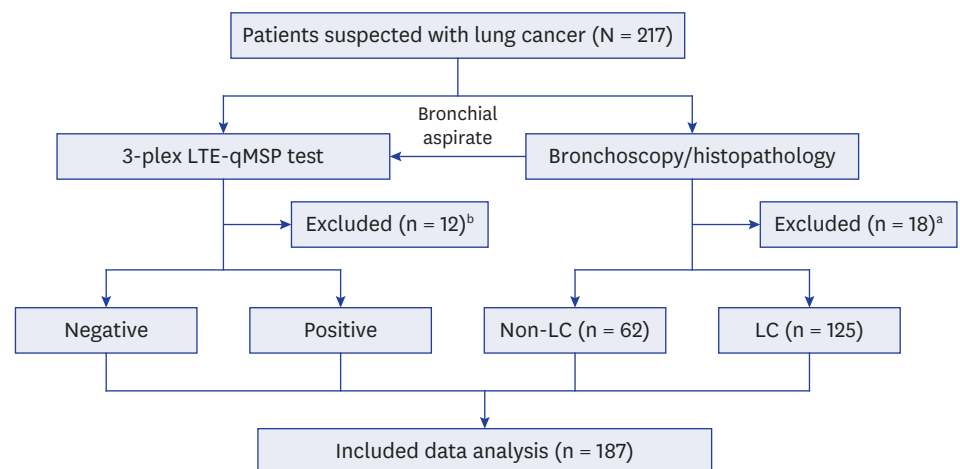 Patients suspected with lung cancer (N = 217)
Bronchial
aspirate
3-plex LTE-qMSP test
Bronchoscopy/histopathology
Excluded (n = 12)b
Excluded (n = 18)a
Negative
Positive
Non-LC (n = 62)
LC (n = 125)
Included data analysis (n = 187)